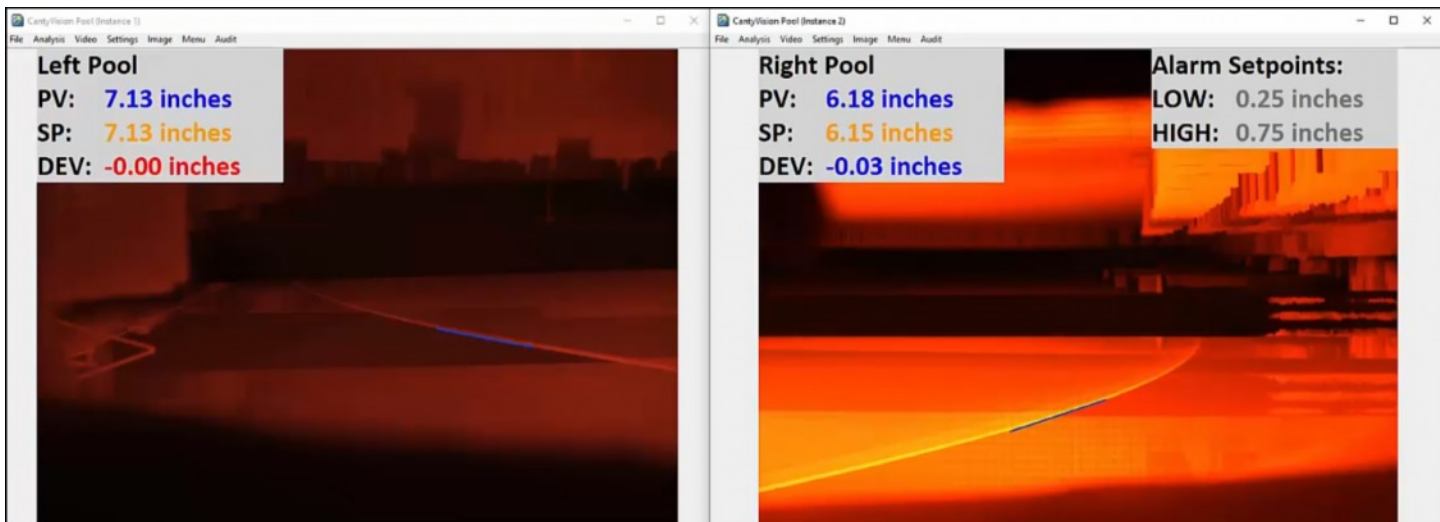 CantyVision Pool (Instance 1)
File Analysis Video Settings Image Menu Audit
Left Pool
PV: 7.13 inches
SP: 7.13 inches
DEV: -0.00 inches
CantyVision Pool (Instance 2)
File Analysis Video Settings Image Menu Audit
Right Pool
PV: 6.18 inches
SP: 6.15 inches
DEV: -0.03 inches
Alarm Setpoints:
LOW: 0.25 inches
HIGH: 0.75 inches